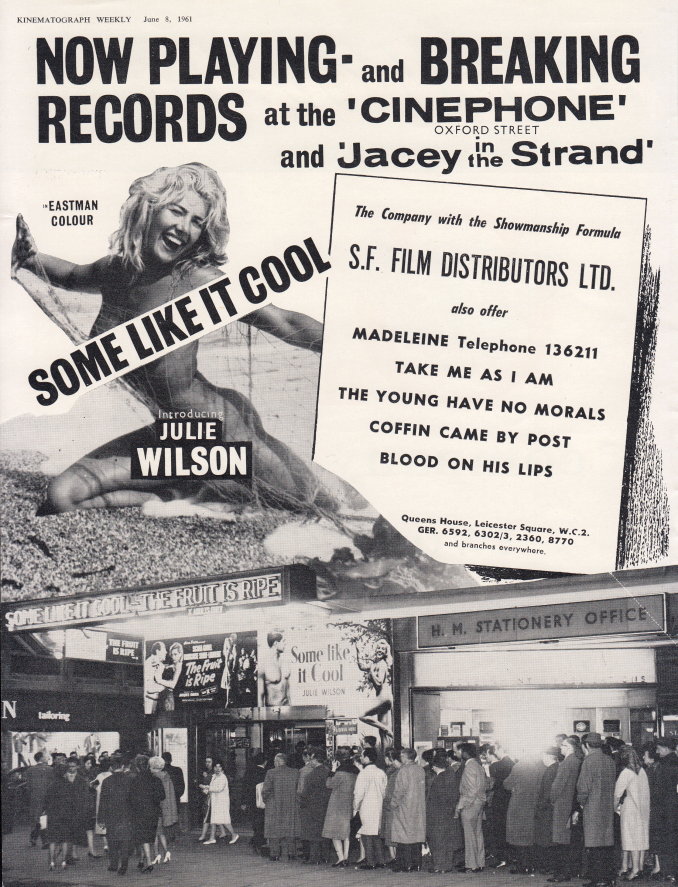 KINEMATOGRAPH WEEKLY June 8, 1961
NOW PLAYING- and BREAKING
RECORDS at the 'CINEPHONE'
OXFORD STREET
and 'Jacey in the Strand'
IN EASTMAN
COLOUR
SOME LIKE IT COOL
Introducing
JULIE
WILSON
The Company with the Showmanship Formula
S.F. FILM DISTRIBUTORS LTD.
also offer
MADELEINE Telephone 136211
TAKE ME AS I AM
THE YOUNG HAVE NO MORALS
COFFIN CAME BY POST
BLOOD ON HIS LIPS
Queens House, Leicester Square, W.C.2.
GER. 6592, 6302/3, 2360, 8770
and branches everywhere.
SOME LIKE IT COOL - THE FRUIT IS RIPE
H. M. STATIONERY OFFICE
THE FRUIT
IS RIPE
The fruit
is Ripe
Some like
it Cool
JULIE WILSON
N
tailoring